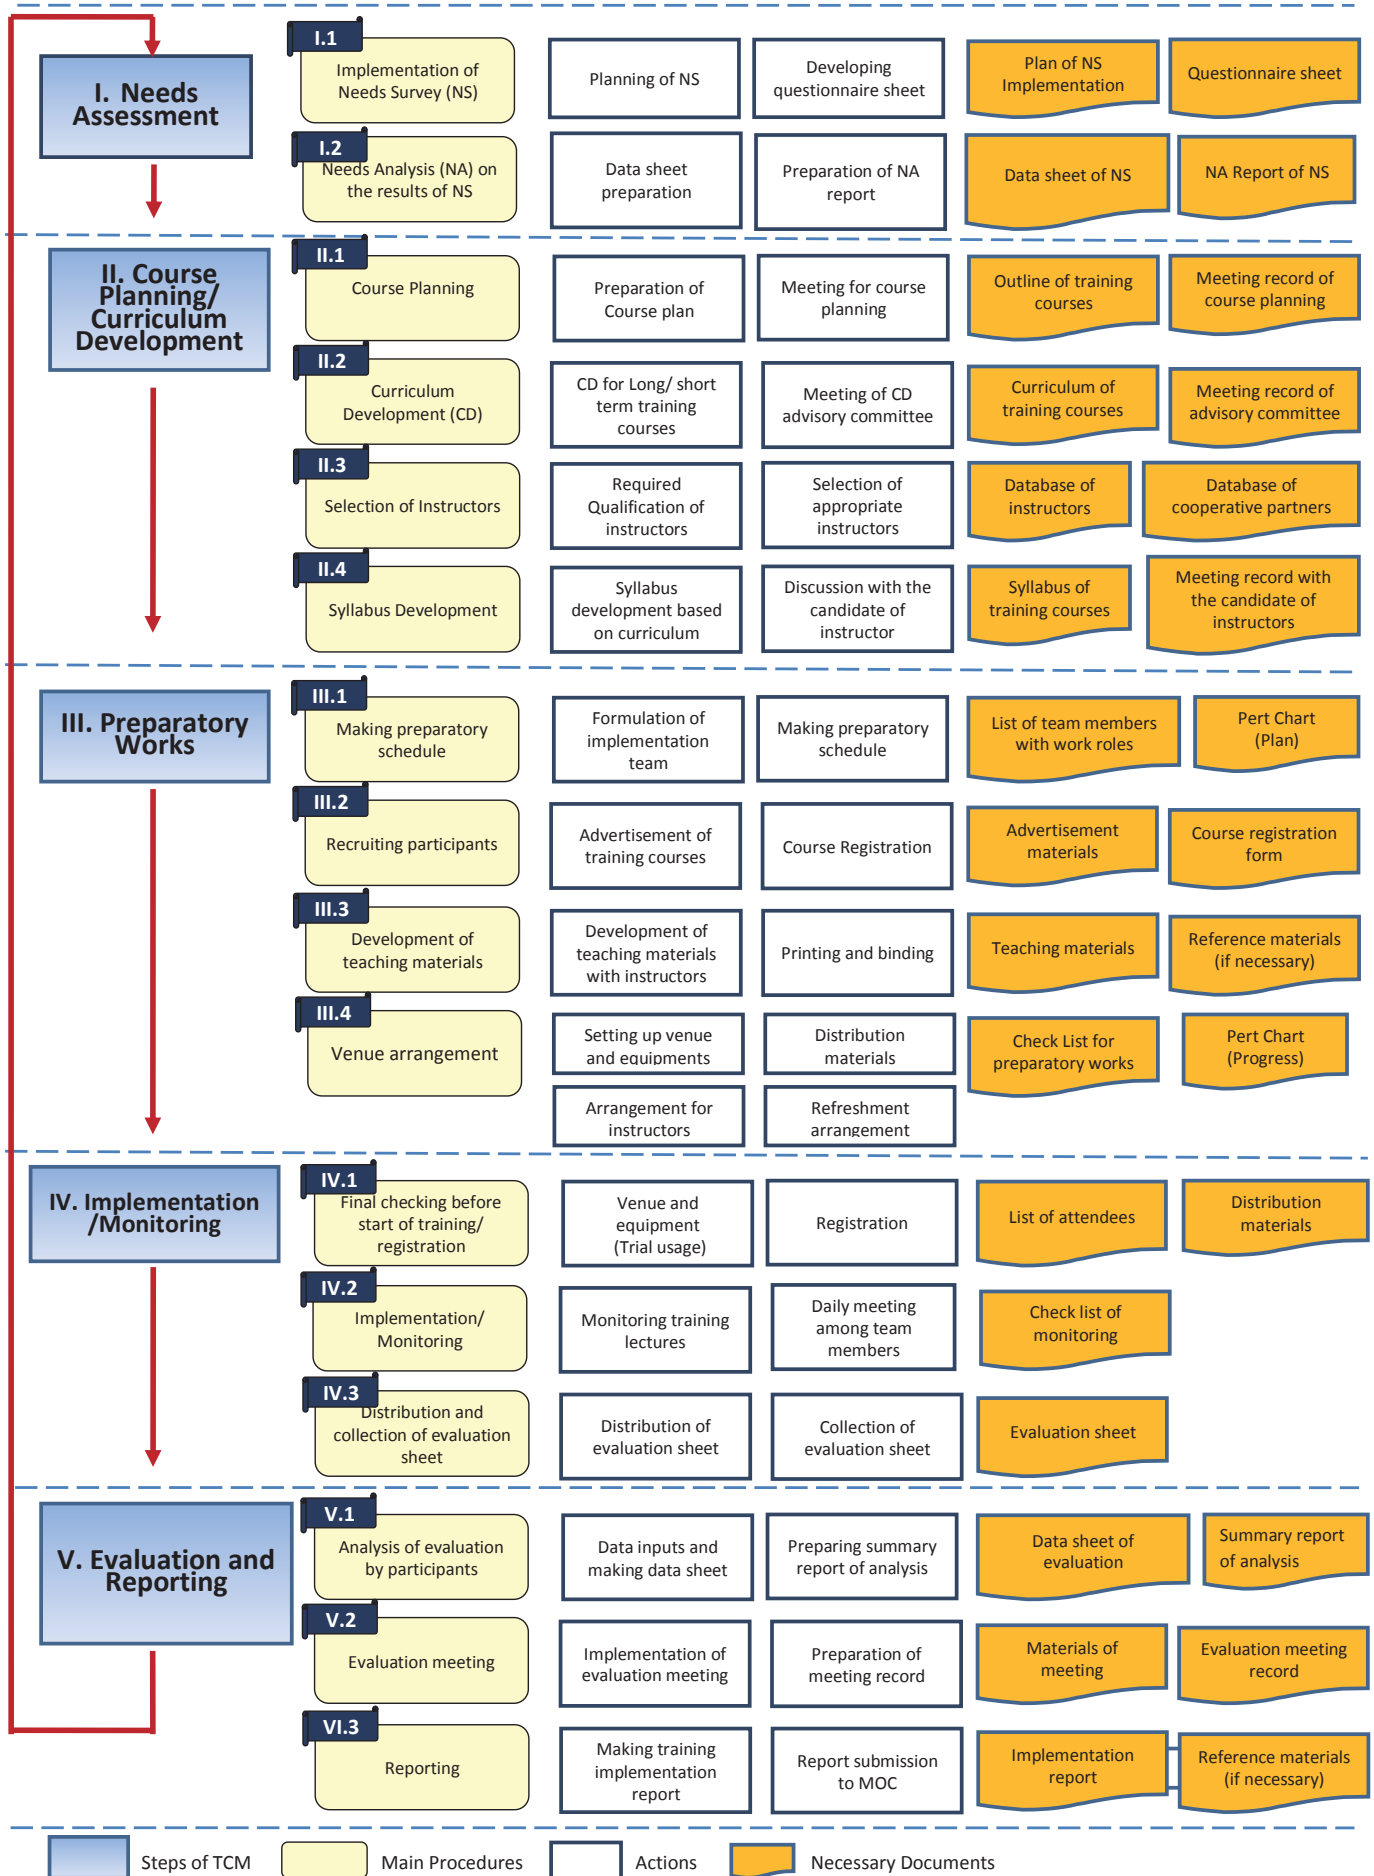 I. Needs
Assessment
I.1
Implementation of
Needs Survey (NS)
Planning of NS
Developing
questionnaire sheet
Plan of NS
Implementation
Questionnaire sheet
I.2
Needs Analysis (NA) on
the results of NS
Data sheet
preparation
Preparation of NA
report
Data sheet of NS
NA Report of NS
II. Course
Planning/
Curriculum
Development
II.1
Course Planning
Preparation of
Course plan
Meeting for course
planning
Outline of training
courses
Meeting record of
course planning
II.2
Curriculum
Development (CD)
CD for Long/ short
term training
courses
Meeting of CD
advisory committee
Curriculum of
training courses
Meeting record of
advisory committee
II.3
Selection of Instructors
Required
Qualification of
instructors
Selection of
appropriate
instructors
Database of
instructors
Database of
cooperative partners
II.4
Syllabus Development
Syllabus
development based
on curriculum
Discussion with the
candidate of
instructor
Syllabus of
training courses
Meeting record with
the candidate of
instructors
III. Preparatory
Works
III.1
Making preparatory
schedule
Formulation of
implementation
team
Making preparatory
schedule
List of team members
with work roles
Pert Chart
(Plan)
III.2
Recruiting participants
Advertisement of
training courses
Course Registration
Advertisement
materials
Course registration
form
III.3
Development of
teaching materials
Development of
teaching materials
with instructors
Printing and binding
Teaching materials
Reference materials
(if necessary)
III.4
Venue arrangement
Setting up venue
and equipments
Distribution
materials
Check List for
preparatory works
Pert Chart
(Progress)
Arrangement for
instructors
Refreshment
arrangement
IV. Implementation
/Monitoring
IV.1
Final checking before
start of training/
registration
Venue and
equipment
(Trial usage)
Registration
List of attendees
Distribution
materials
IV.2
Implementation/
Monitoring
Monitoring training
lectures
Daily meeting
among team
members
Check list of
monitoring
IV.3
Distribution and
collection of evaluation
sheet
Distribution of
evaluation sheet
Collection of
evaluation sheet
Evaluation sheet
V. Evaluation and
Reporting
V.1
Analysis of evaluation
by participants
Data inputs and
making data sheet
Preparing summary
report of analysis
Data sheet of
evaluation
Summary report
of analysis
V.2
Evaluation meeting
Implementation of
evaluation meeting
Preparation of
meeting record
Materials of
meeting
Evaluation meeting
record
VI.3
Reporting
Making training
implementation
report
Report submission
to MOC
Implementation
report
Reference materials
(if necessary)
Steps of TCM
Main Procedures
Actions
Necessary Documents